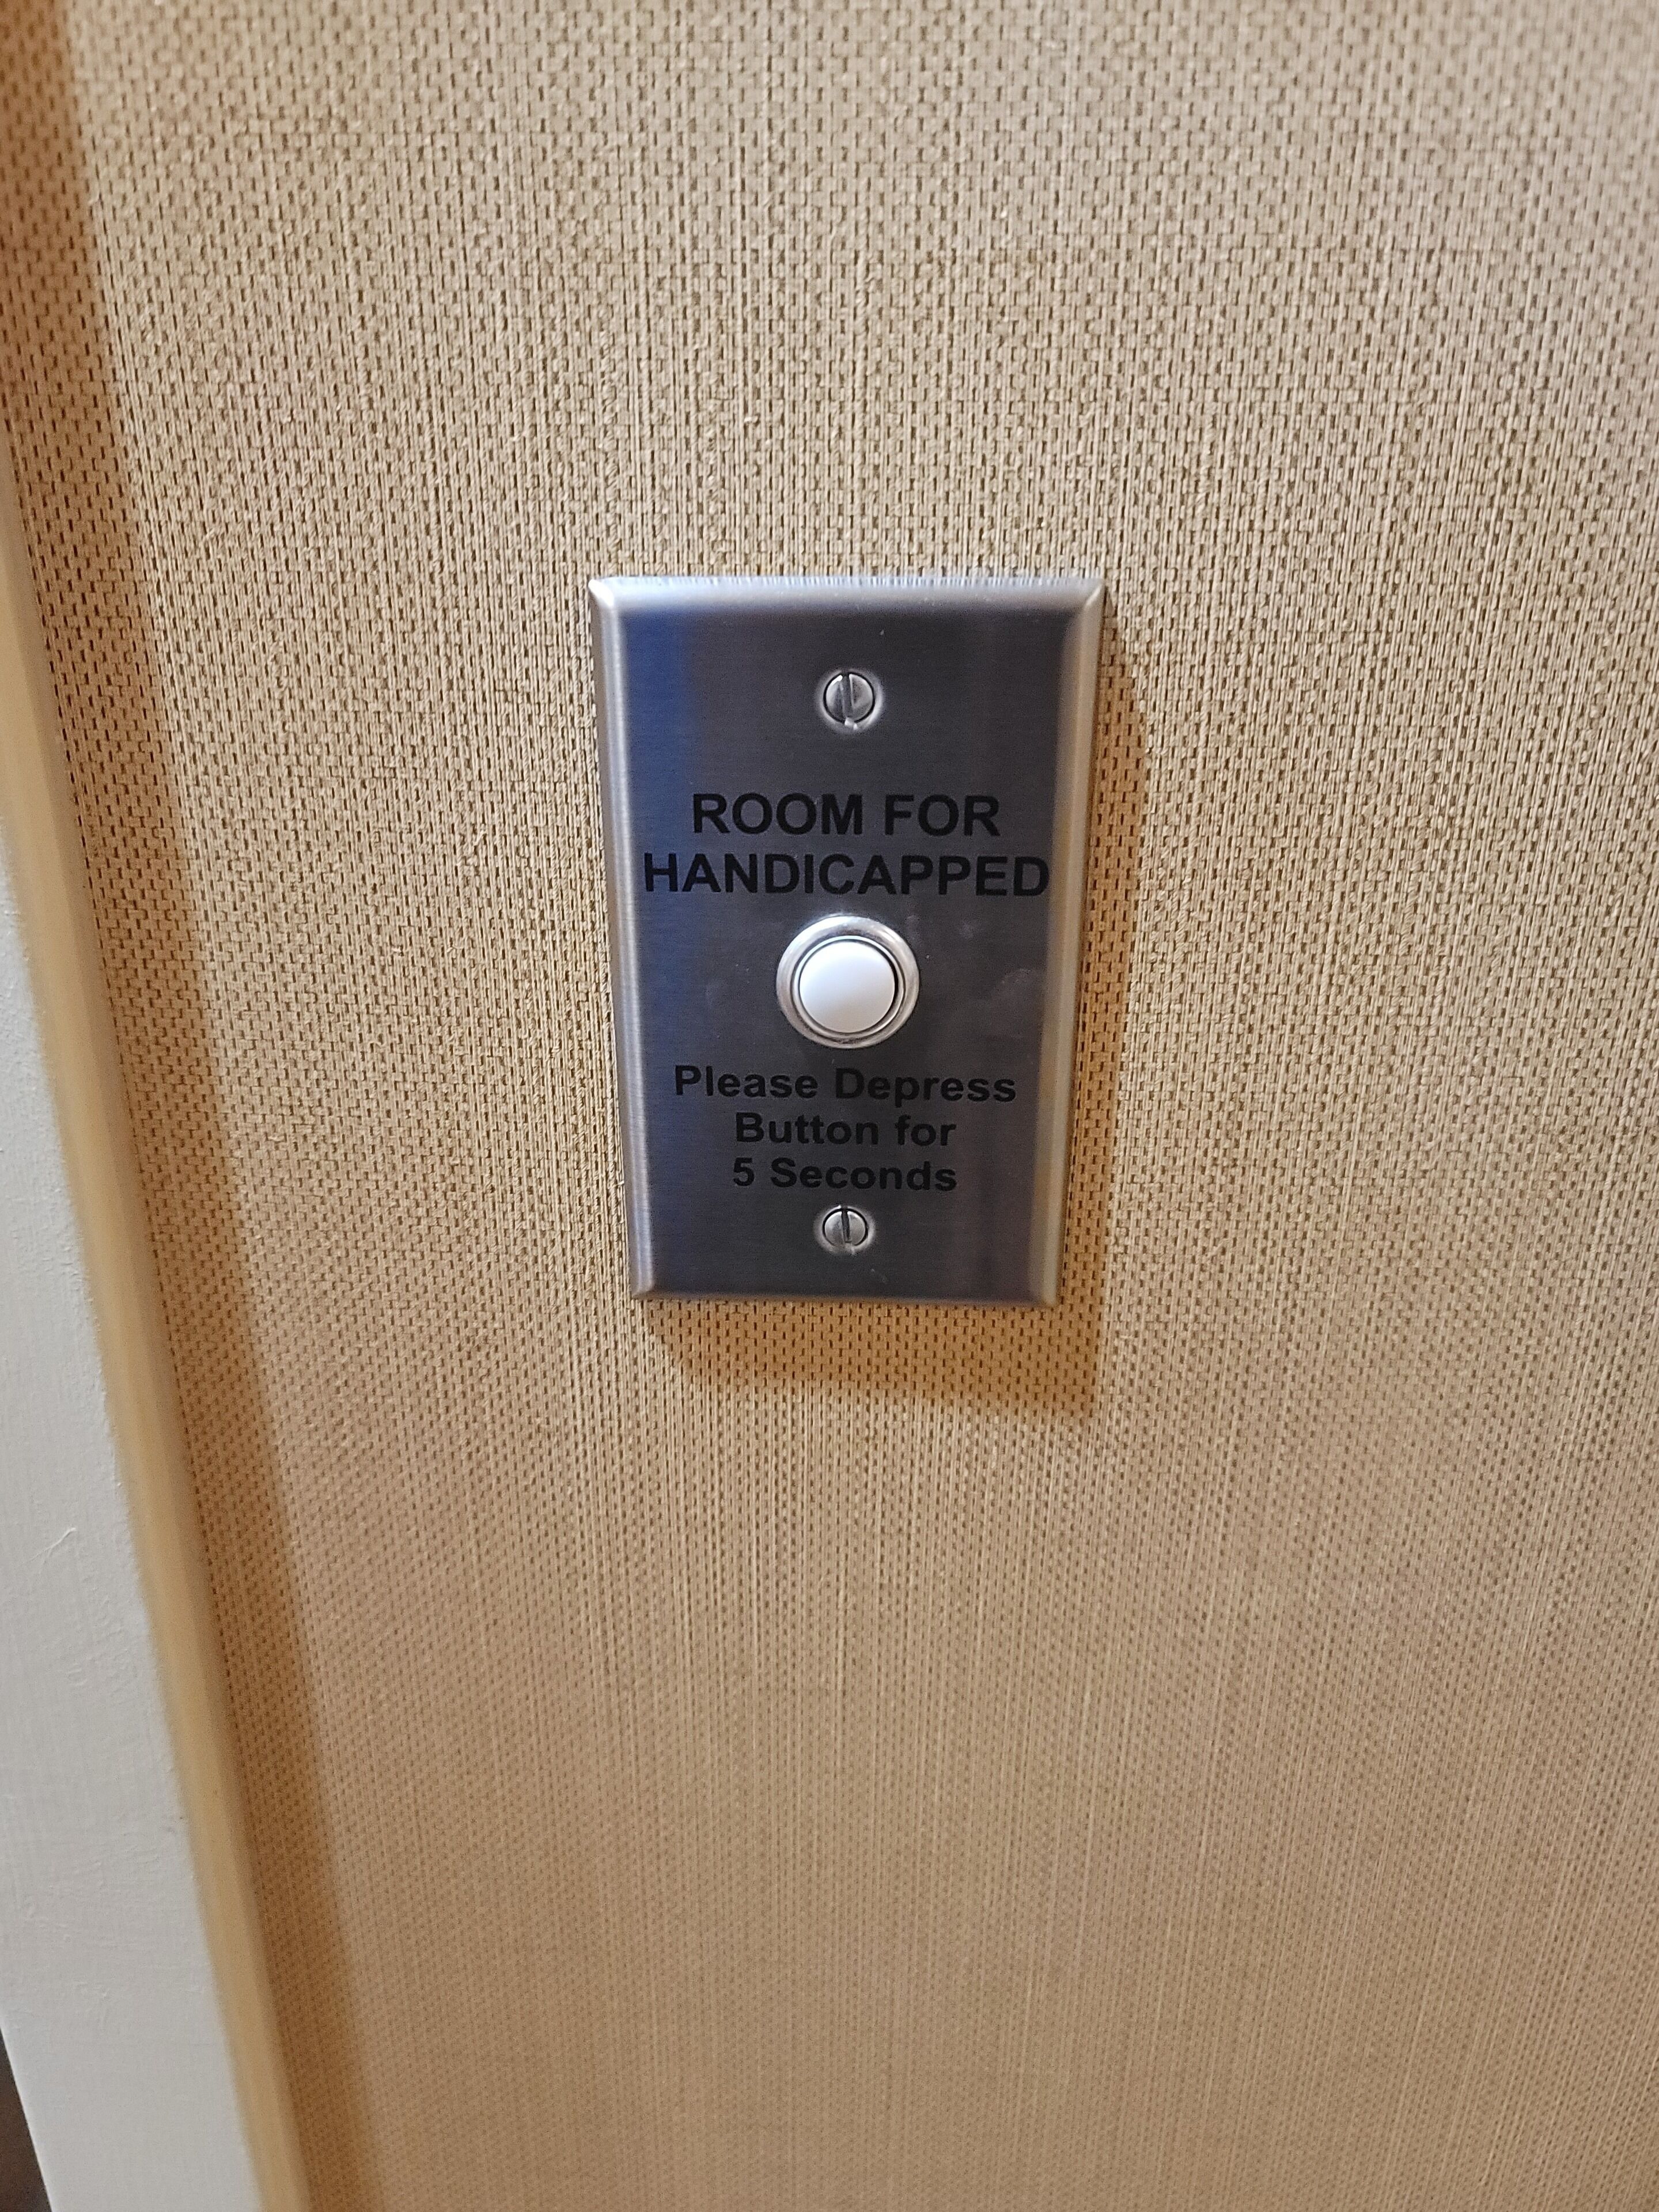 ROOM FOR
HANDICAPPED
Please Depress
Button for
5 Seconds